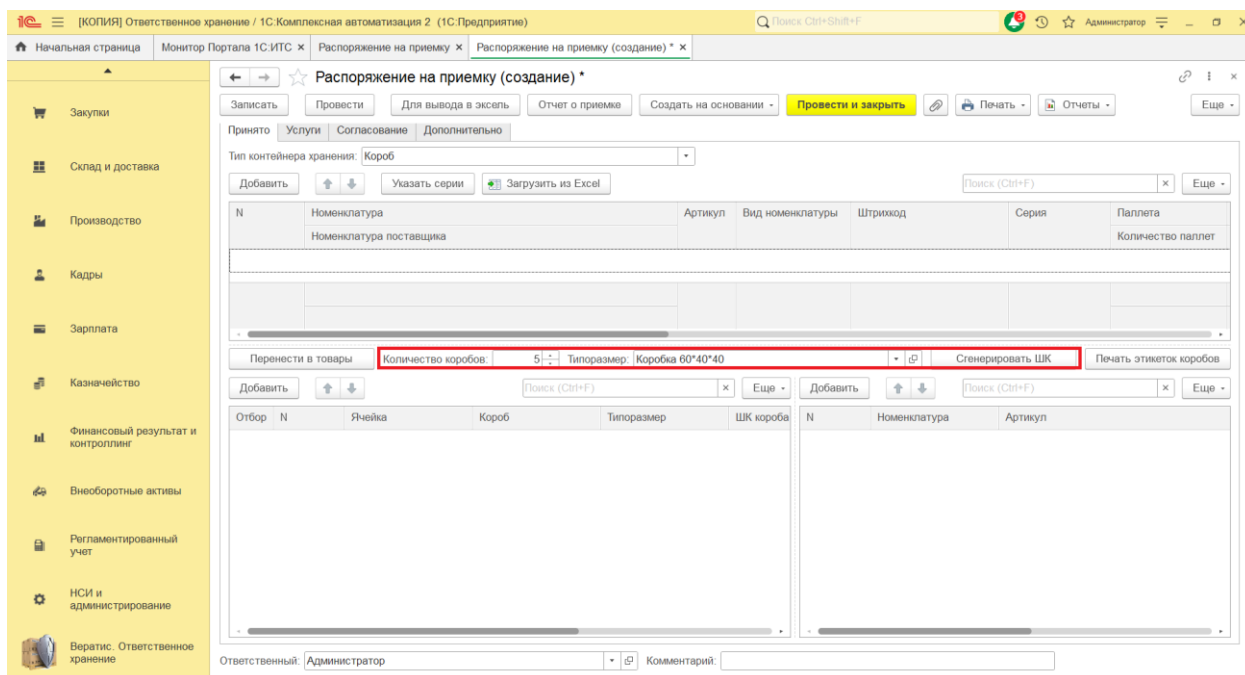 [КОПИЯ] Ответственное хранение / 1С:Комплексная автоматизация 2 (1С:Предприятие)
Поиск Ctrl+Shift+F
3
Администратор
Начальная страница
Монитор Портала 1С:ИТС ×
Распоряжение на приемку ×
Распоряжение на приемку (создание) * ×
Закупки
Склад и доставка
Производство
Кадры
Зарплата
Казначейство
Финансовый результат и
контроллинг
Внеоборотные активы
Регламентированный
учет
НСИ и
администрирование
Вератис. Ответственное
хранение
Распоряжение на приемку (создание) *
Записать
Провести
Для вывода в эксель
Отчет о приемке
Создать на основании
Провести и закрыть
Печать
Отчеты
Еще
Принято
Услуги
Согласование
Дополнительно
Тип контейнера хранения: Короб
Добавить
Указать серии
Загрузить из Excel
Поиск (Ctrl+F)
×
Еще
N
Номенклатура
Артикул
Вид номенклатуры
Штрихкод
Серия
Паллета
Номенклатура поставщика
Количество паллет
Перенести в товары
Количество коробов: 5
Типоразмер: Коробка 60*40*40
Сгенерировать ШК
Печать этикеток коробов
Добавить
Поиск (Ctrl+F)
×
Еще
Добавить
Поиск (Ctrl+F)
×
Еще
Отбор
N
Ячейка
Короб
Типоразмер
ШК короба
N
Номенклатура
Артикул
Ответственный: Администратор
Комментарий: